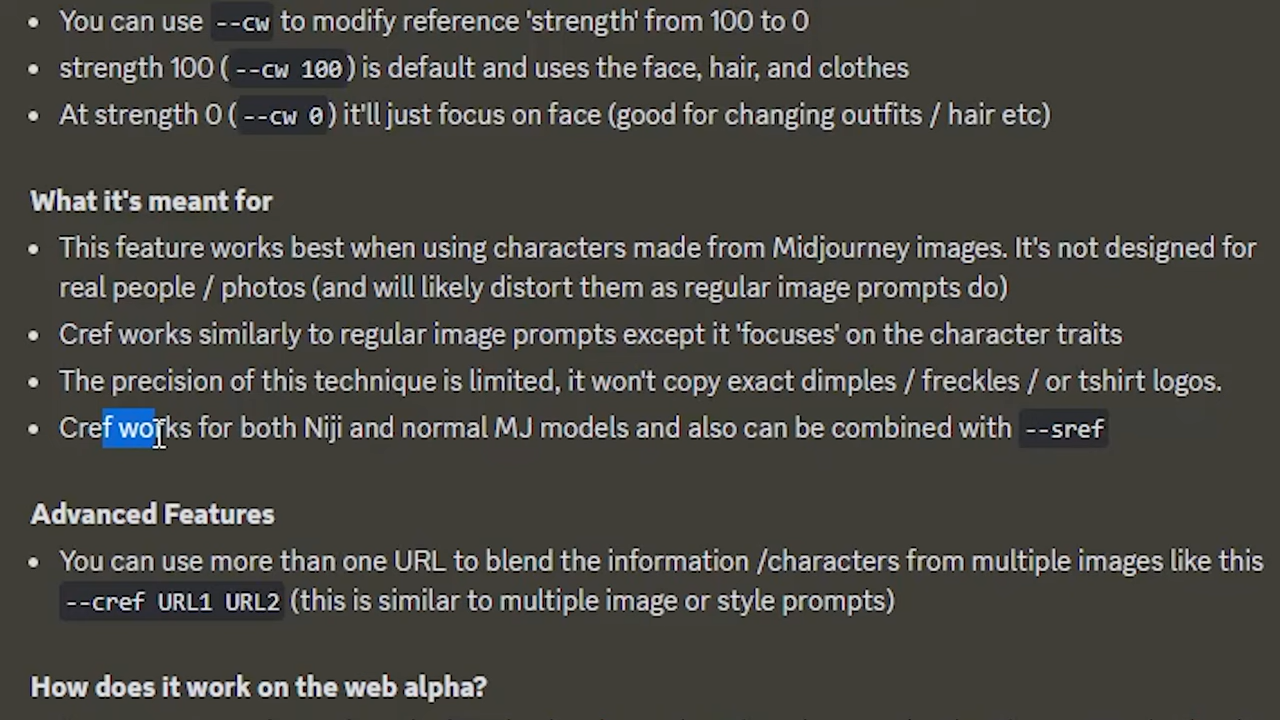 • You can use --cw to modify reference 'strength' from 100 to 0
• strength 100 (--cw 100) is default and uses the face, hair, and clothes
• At strength 0 (--cw 0) it'll just focus on face (good for changing outfits / hair etc)
What it's meant for
• This feature works best when using characters made from Midjourney images. It's not designed for
real people / photos (and will likely distort them as regular image prompts do)
• Cref works similarly to regular image prompts except it 'focuses' on the character traits
• The precision of this technique is limited, it won't copy exact dimples / freckles / or tshirt logos.
• Cref works for both Niji and normal MJ models and also can be combined with --sref
Advanced Features
• You can use more than one URL to blend the information /characters from multiple images like this
--cref URL1 URL2 (this is similar to multiple image or style prompts)
How does it work on the web alpha?